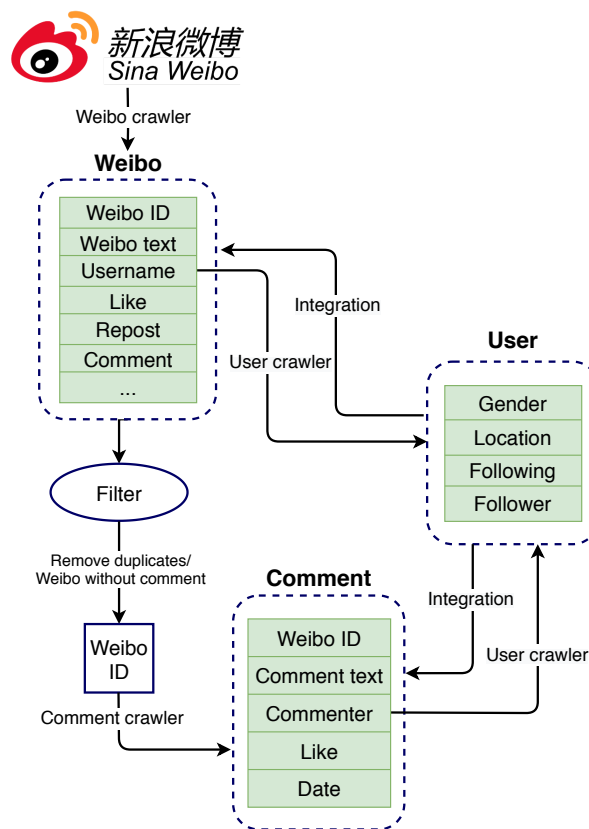 新浪微博
Sina Weibo
Weibo crawler
Weibo
Weibo ID
Weibo text
Username
Like
Repost
Comment
...
Integration
User crawler
User
Gender
Location
Following
Follower
Filter
Remove duplicates/
Weibo without comment
Weibo
ID
Comment crawler
Comment
Weibo ID
Comment text
Commenter
Like
Date
Integration
User crawler